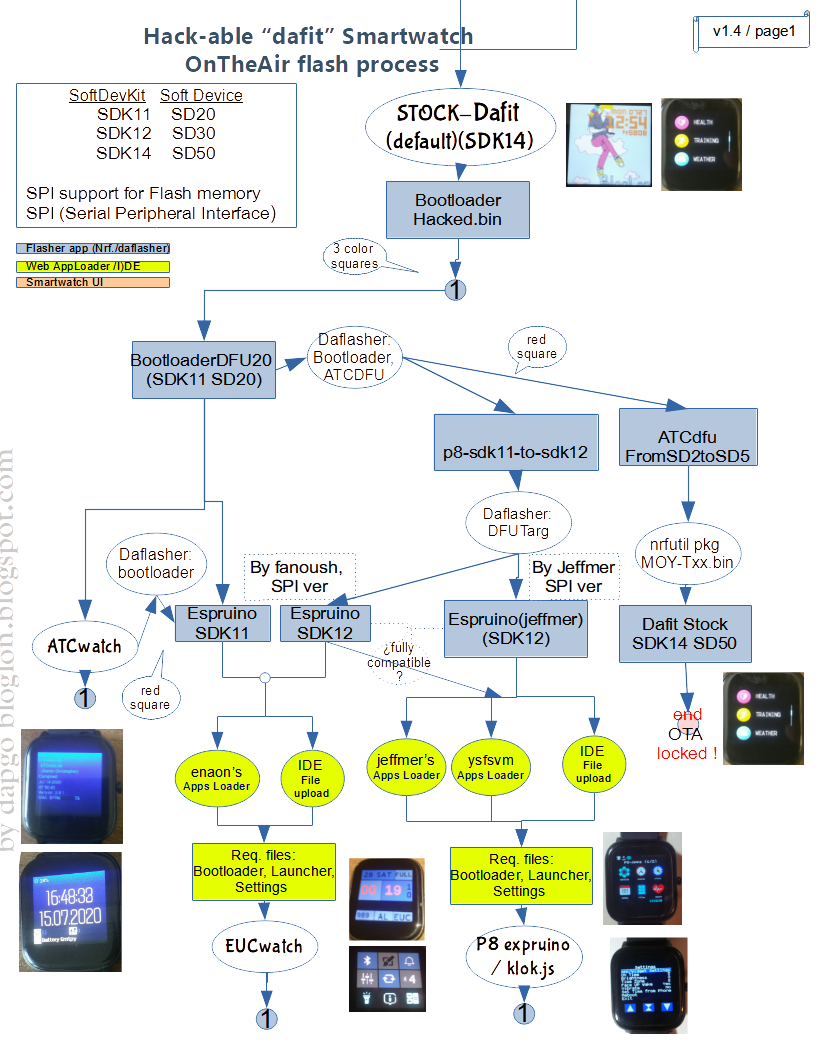 Hack-able “dafit” Smartwatch
OnTheAir flash process
v1.4 / page1
SoftDevKit Soft Device
SDK11 SD20
SDK12 SD30
SDK14 SD50
SPI support for Flash memory
SPI (Serial Peripheral Interface)
Flasher app (Nrf./daflasher)
Web AppLoader /I)DE
Smartwatch UI
STOCK-Dafit
(default)(SDK14)
12:54
HEALTH
TRAINING
WEATHER
Bootloader
Hacked.bin
3 color
squares
1
BootloaderDFU20
(SDK11 SD20)
Daflasher:
Bootloader,
ATCDFU
red
square
p8-sdk11-to-sdk12
ATCdfu
FromSD2toSD5
Daflasher:
DFUTarg
nrfutil pkg
MOY-Txx.bin
Daflasher:
bootloader
By fanoush,
SPI ver
By Jeffmer
SPI ver
ATCwatch
Espruino
SDK11
Espruino
SDK12
Espruino(jeffmer)
(SDK12)
Dafit Stock
SDK14 SD50
¿fully
compatible
?
1
red
square
end
OTA
locked !
HEALTH
TRAINING
WEATHER
enaon's
Apps Loader
IDE
File
upload
jeffmer's
Apps Loader
ysfsvm
Apps Loader
IDE
File
upload
Req. files:
Bootloader, Launcher,
Settings
Req. files:
Bootloader, Launcher,
Settings
16:48:33
15.07.2020
Battery Empty
EUCwatch
29 SAT FULL
00 19 1
0
989 AL EUC
4
P8 expruino
/ klok.js
Settings
Exit
1
1
by dapgo bloglon.blogspot.com